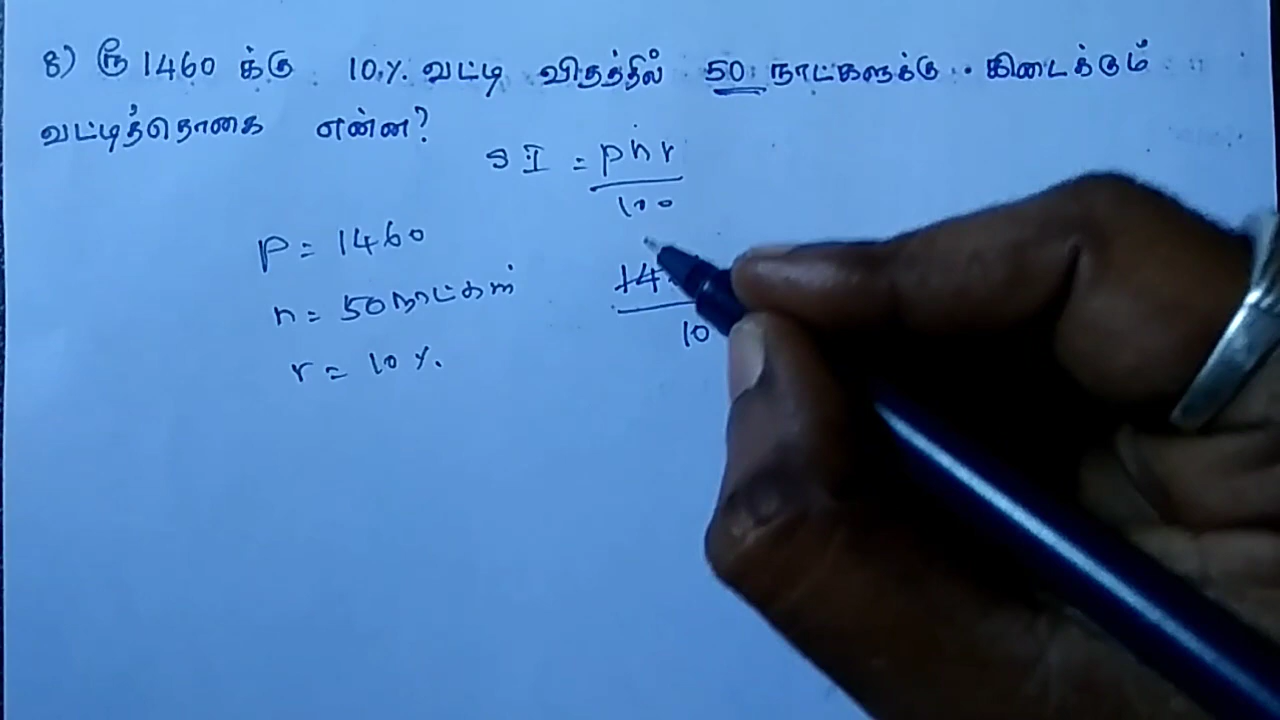 8) ரூ 1460 க்கு 10% வட்டி விதத்தில் 50 நாட்களுக்கு. கிடைக்கும்
வட்டித்தொகை என்ன?
SI = pnr
100
p = 1460
n = 50 நாட்கள்
r = 10%
14
10